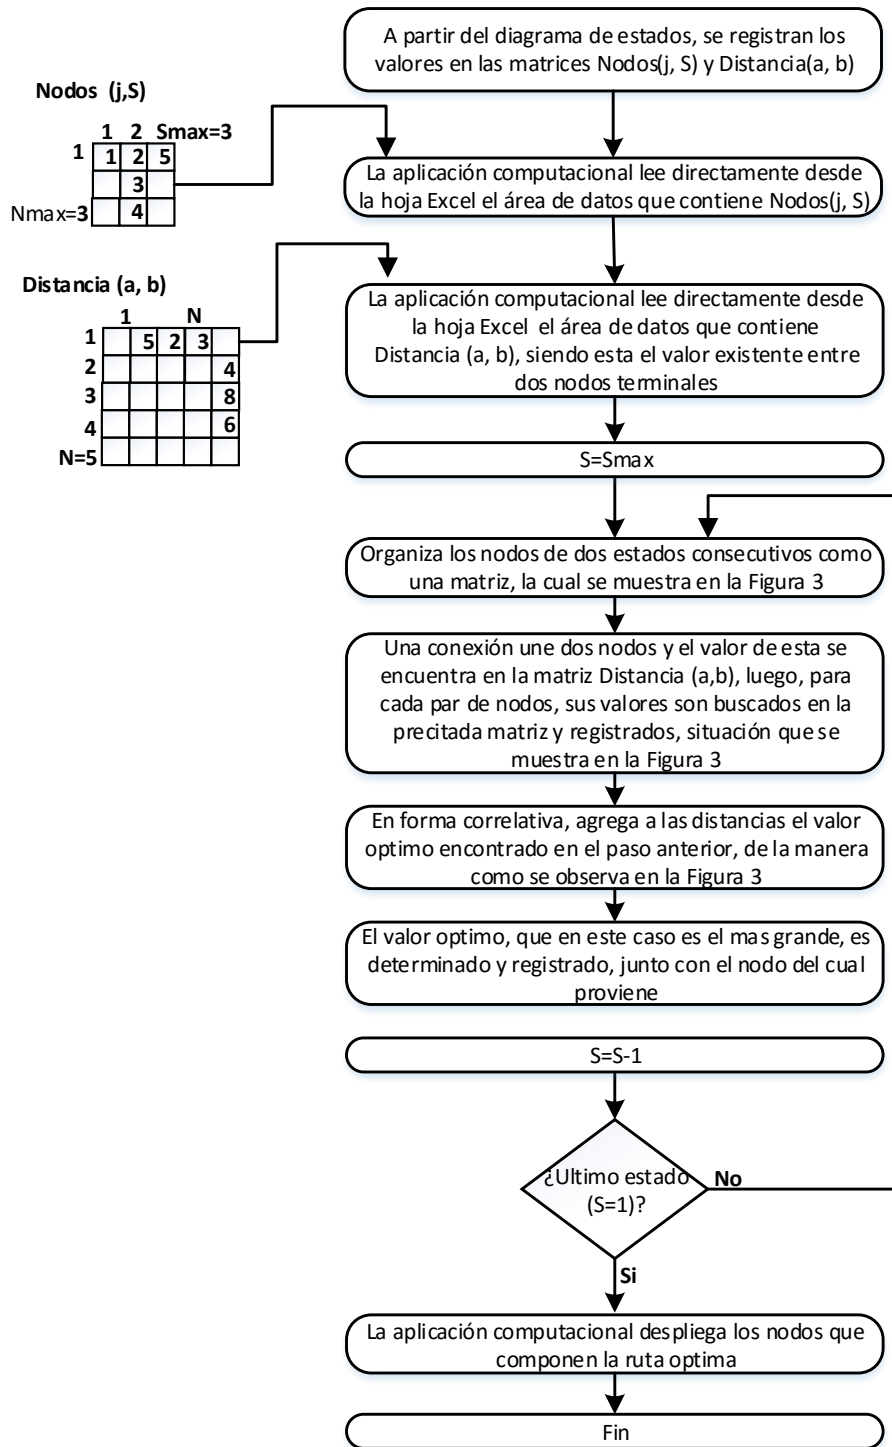 A partir del diagrama de estados, se registran los
valores en las matrices Nodos(j, S) y Distancia(a, b)
Nodos (j,S)
1 2 Smax=3
1 1 2 5
3
Nmax=3 4
La aplicación computacional lee directamente desde
la hoja Excel el área de datos que contiene Nodos(j, S)
Distancia (a, b)
1 N
1 5 2 3
2 4
3 8
4 6
N=5
La aplicación computacional lee directamente desde
la hoja Excel el área de datos que contiene
Distancia (a, b), siendo esta el valor existente entre
dos nodos terminales
S=Smax
Organiza los nodos de dos estados consecutivos como
una matriz, la cual se muestra en la Figura 3
Una conexión une dos nodos y el valor de esta se
encuentra en la matriz Distancia (a,b), luego, para
cada par de nodos, sus valores son buscados en la
precitada matriz y registrados, situación que se
muestra en la Figura 3
En forma correlativa, agrega a las distancias el valor
optimo encontrado en el paso anterior, de la manera
como se observa en la Figura 3
El valor optimo, que en este caso es el mas grande, es
determinado y registrado, junto con el nodo del cual
proviene
S=S-1
¿Ultimo estado
(S=1)?
No
Si
La aplicación computacional despliega los nodos que
componen la ruta optima
Fin